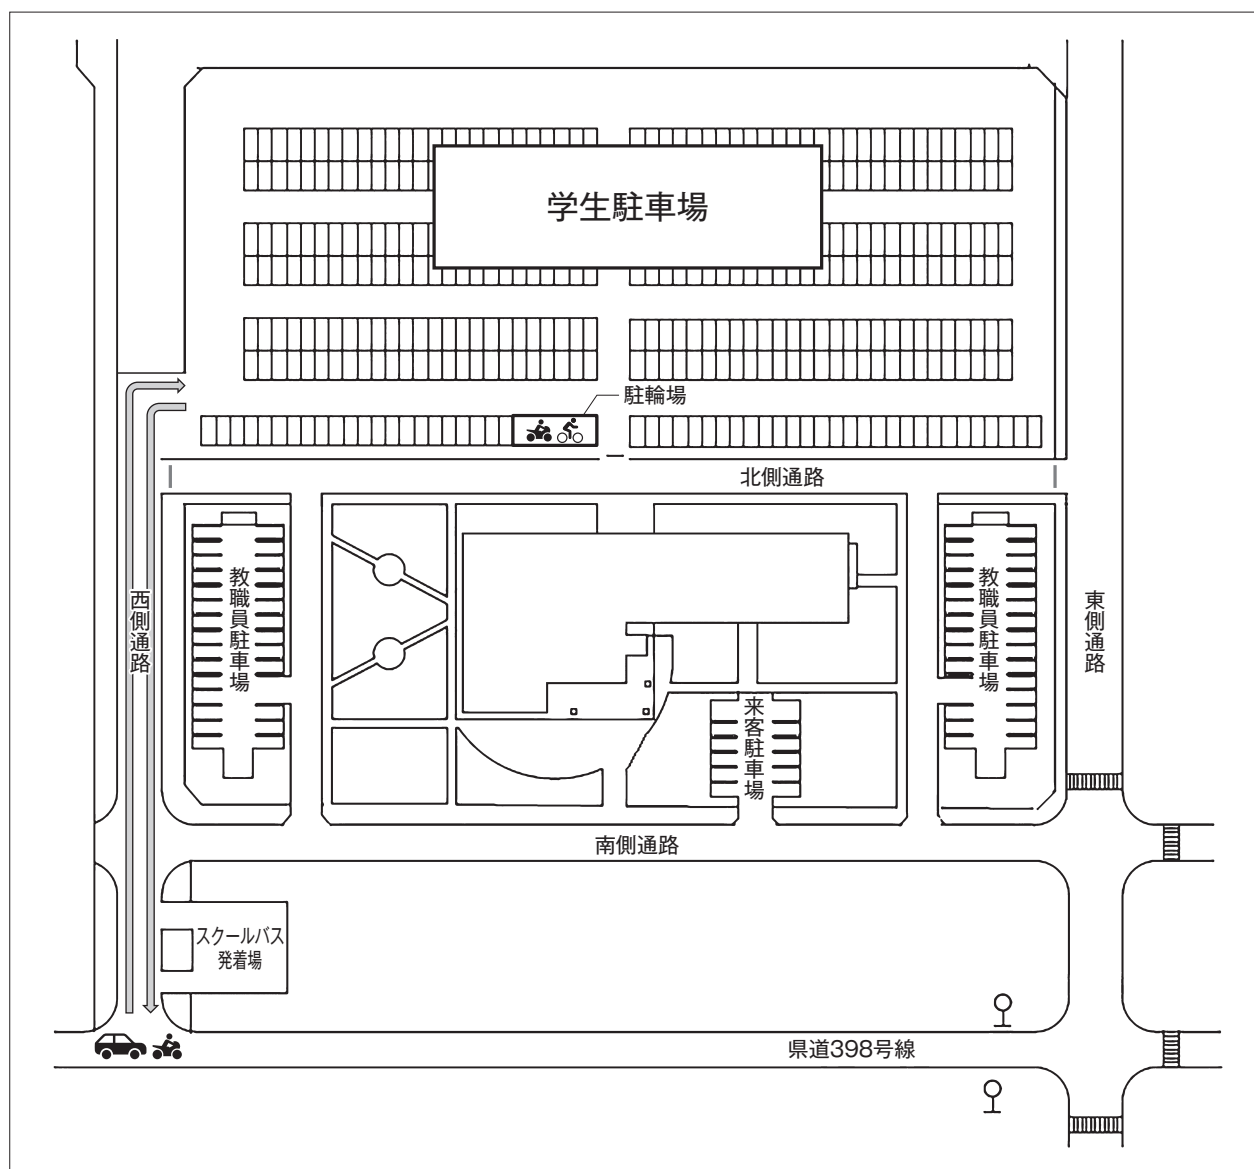 学生駐車場
駐輪場
北側通路
教職員駐車場
教職員駐車場
西側通路
東側通路
来客駐車場
南側通路
スクールバス
発着場
県道398号線